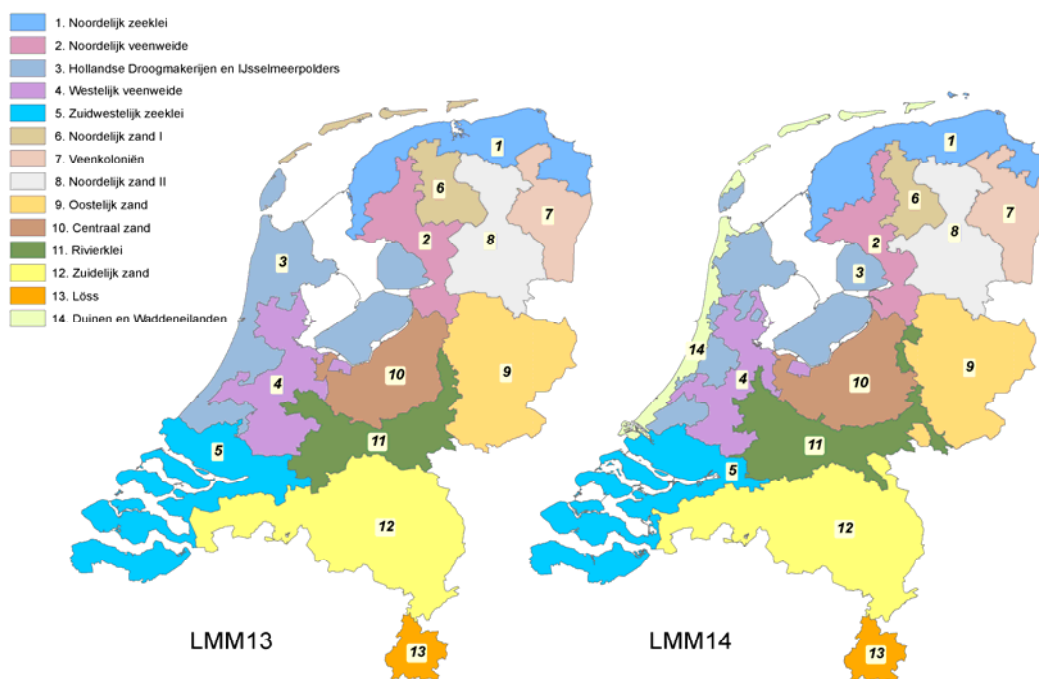 1. Noordelijk zeeklei
2. Noordelijk veenweide
3. Hollandse Droogmakerijen en IJsselmeerpolders
4. Westelijk veenweide
5. Zuidwestelijk zeeklei
6. Noordelijk zand I
7. Veenkoloniën
8. Noordelijk zand II
9. Oostelijk zand
10. Centraal zand
11. Rivierklei
12. Zuidelijk zand
13. Löss
14. Duinen en Waddeneilanden
1
6
7
2
8
3
10
9
4
11
5
12
13
LMM13
1
6
7
2
8
3
14
4
10
9
11
5
12
13
LMM14